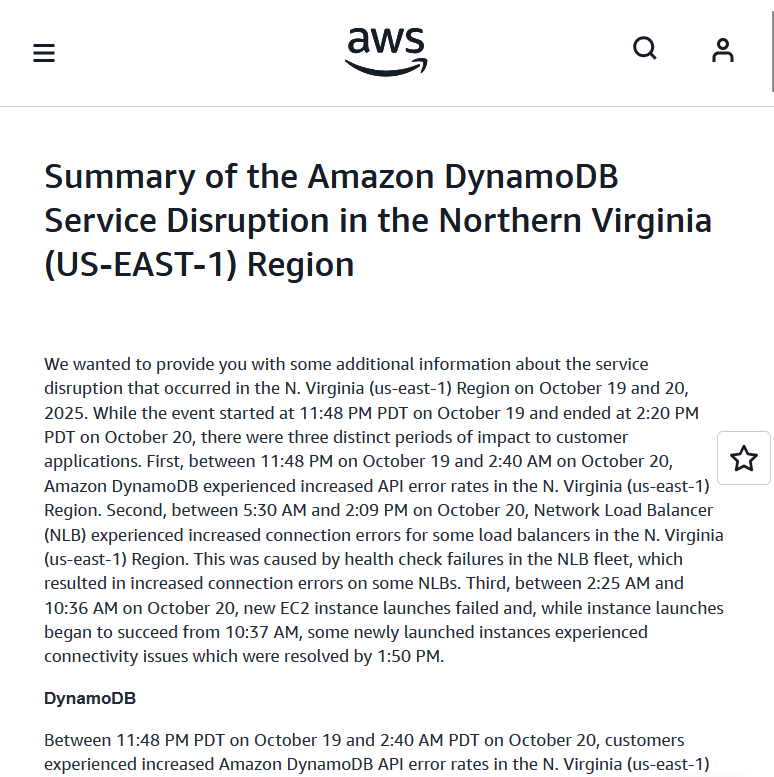 aws
Summary of the Amazon DynamoDB
Service Disruption in the Northern Virginia
(US-EAST-1) Region
We wanted to provide you with some additional information about the service
disruption that occurred in the N. Virginia (us-east-1) Region on October 19 and 20,
2025. While the event started at 11:48 PM PDT on October 19 and ended at 2:20 PM
PDT on October 20, there were three distinct periods of impact to customer
applications. First, between 11:48 PM on October 19 and 2:40 AM on October 20,
Amazon DynamoDB experienced increased API error rates in the N. Virginia (us-east-1)
Region. Second, between 5:30 AM and 2:09 PM on October 20, Network Load Balancer
(NLB) experienced increased connection errors for some load balancers in the N. Virginia
(us-east-1) Region. This was caused by health check failures in the NLB fleet, which
resulted in increased connection errors on some NLBs. Third, between 2:25 AM and
10:36 AM on October 20, new EC2 instance launches failed and, while instance launches
began to succeed from 10:37 AM, some newly launched instances experienced
connectivity issues which were resolved by 1:50 PM.
DynamoDB
Between 11:48 PM PDT on October 19 and 2:40 AM PDT on October 20, customers
experienced increased Amazon DynamoDB API error rates in the N. Virginia (us-east-1)